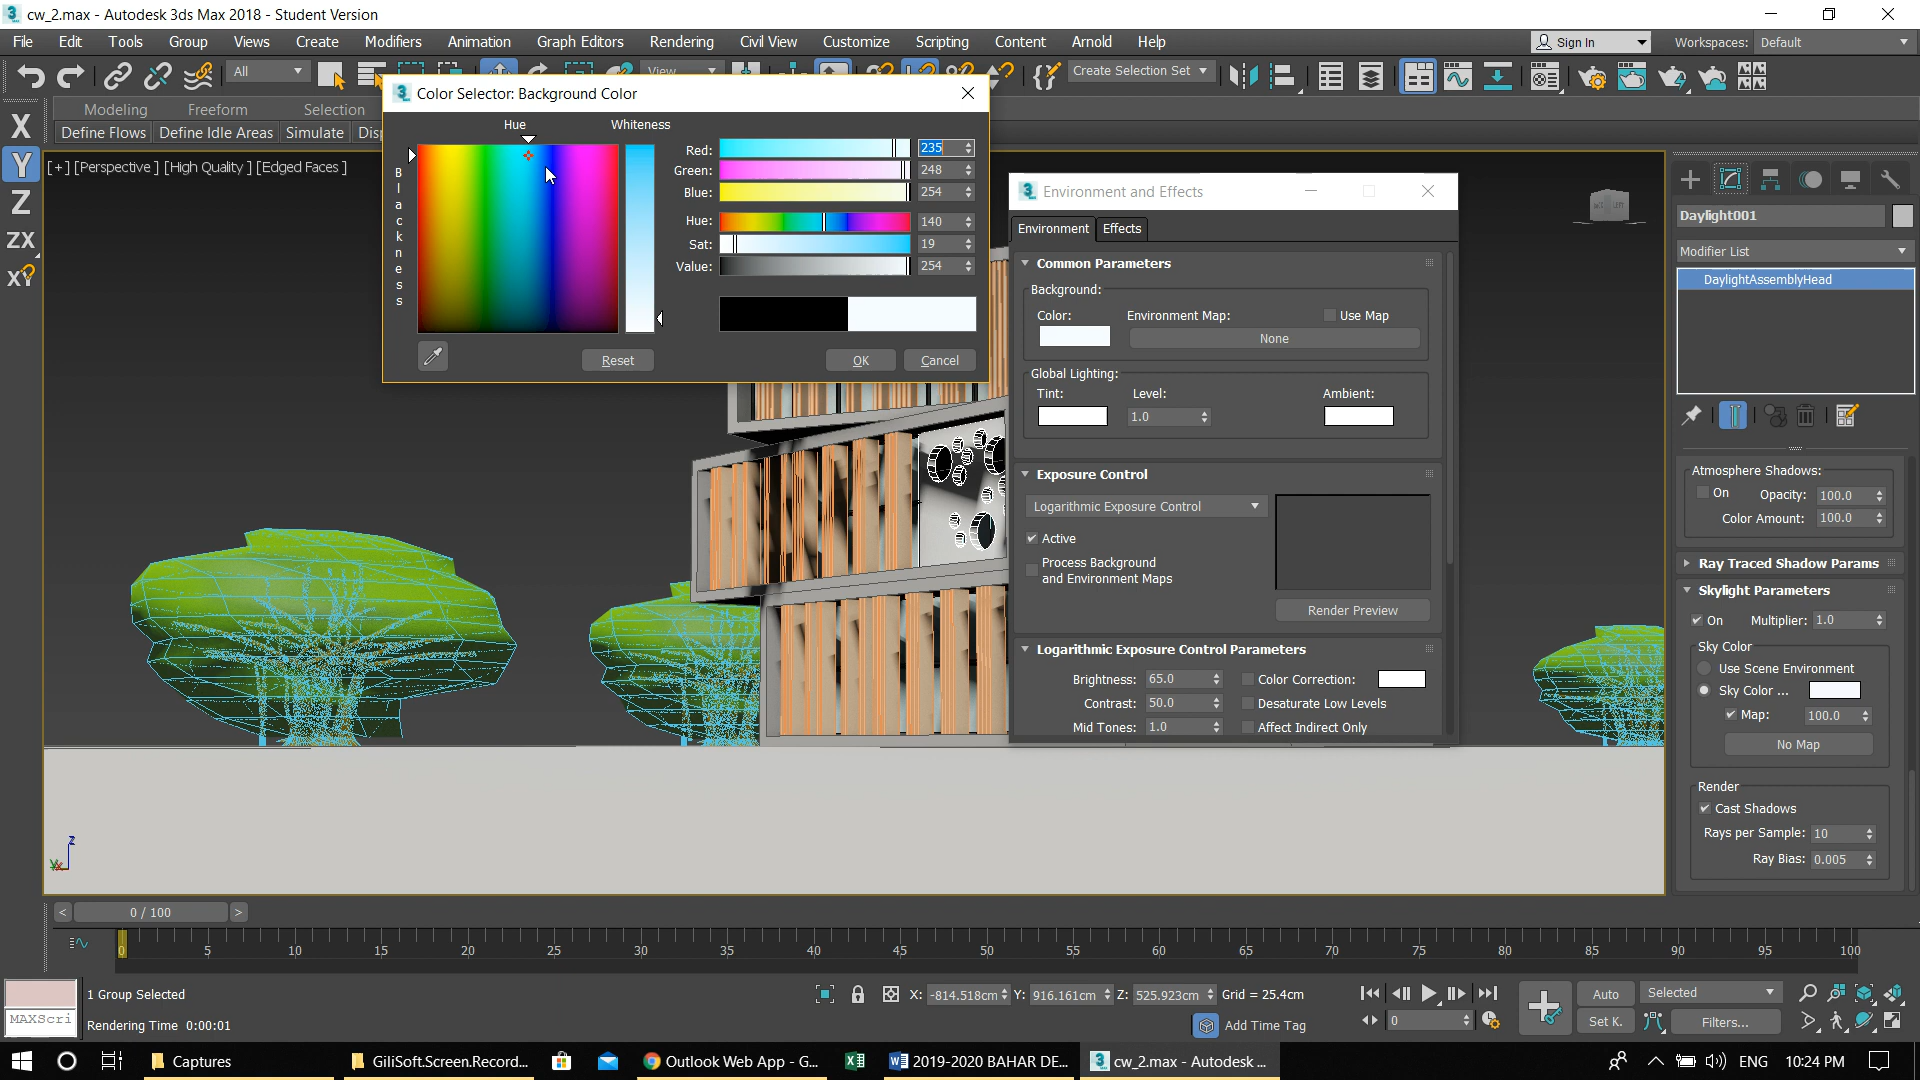 cw_2.max - Autodesk 3ds Max 2018 - Student Version
File Edit Tools Group Views Create Modifiers Animation Graph Editors Rendering Civil View Customize Scripting Content Arnold Help Sign In Workspaces: Default
All View Create Selection Set
Modeling Freeform Selection
Define Flows Define Idle Areas Simulate
Color Selector: Background Color
Hue Whiteness
Blackness
Red: 235
Green: 248
Blue: 254
Hue: 140
Sat: 19
Value: 254
Reset OK Cancel
X
Y
Z
ZX
XY
[+] [Perspective ] [High Quality ] [Edged Faces ]
Environment and Effects
Environment Effects
Common Parameters
Background:
Color: Environment Map: Use Map
None
Global Lighting:
Tint: Level: Ambient:
1.0
Exposure Control
Logarithmic Exposure Control
Active
Process Background
and Environment Maps
Render Preview
Logarithmic Exposure Control Parameters
Brightness: 65.0 Color Correction:
Contrast: 50.0 Desaturate Low Levels
Mid Tones: 1.0 Affect Indirect Only
Daylight001
Modifier List
DaylightAssemblyHead
Atmosphere Shadows:
On Opacity: 100.0
Color Amount: 100.0
Ray Traced Shadow Params
Skylight Parameters
On Multiplier: 1.0
Sky Color
Use Scene Environment
Sky Color ...
Map: 100.0
No Map
Render
Cast Shadows
Rays per Sample: 10
Ray Bias: 0.005
z
< 0 / 100 >
0 5 10 15 20 25 30 35 40 45 50 55 60 65 70 75 80 85 90 95 100
1 Group Selected X: -814.518cm Y: 916.161cm Z: 525.923cm Grid = 25.4cm Auto Selected
MAXScri Rendering Time 0:00:01 Add Time Tag 0 Set K. Filters...
Captures GiliSoft.Screen.Record... Outlook Web App - G... 2019-2020 BAHAR DE... cw_2.max - Autodesk ... ENG 10:24 PM